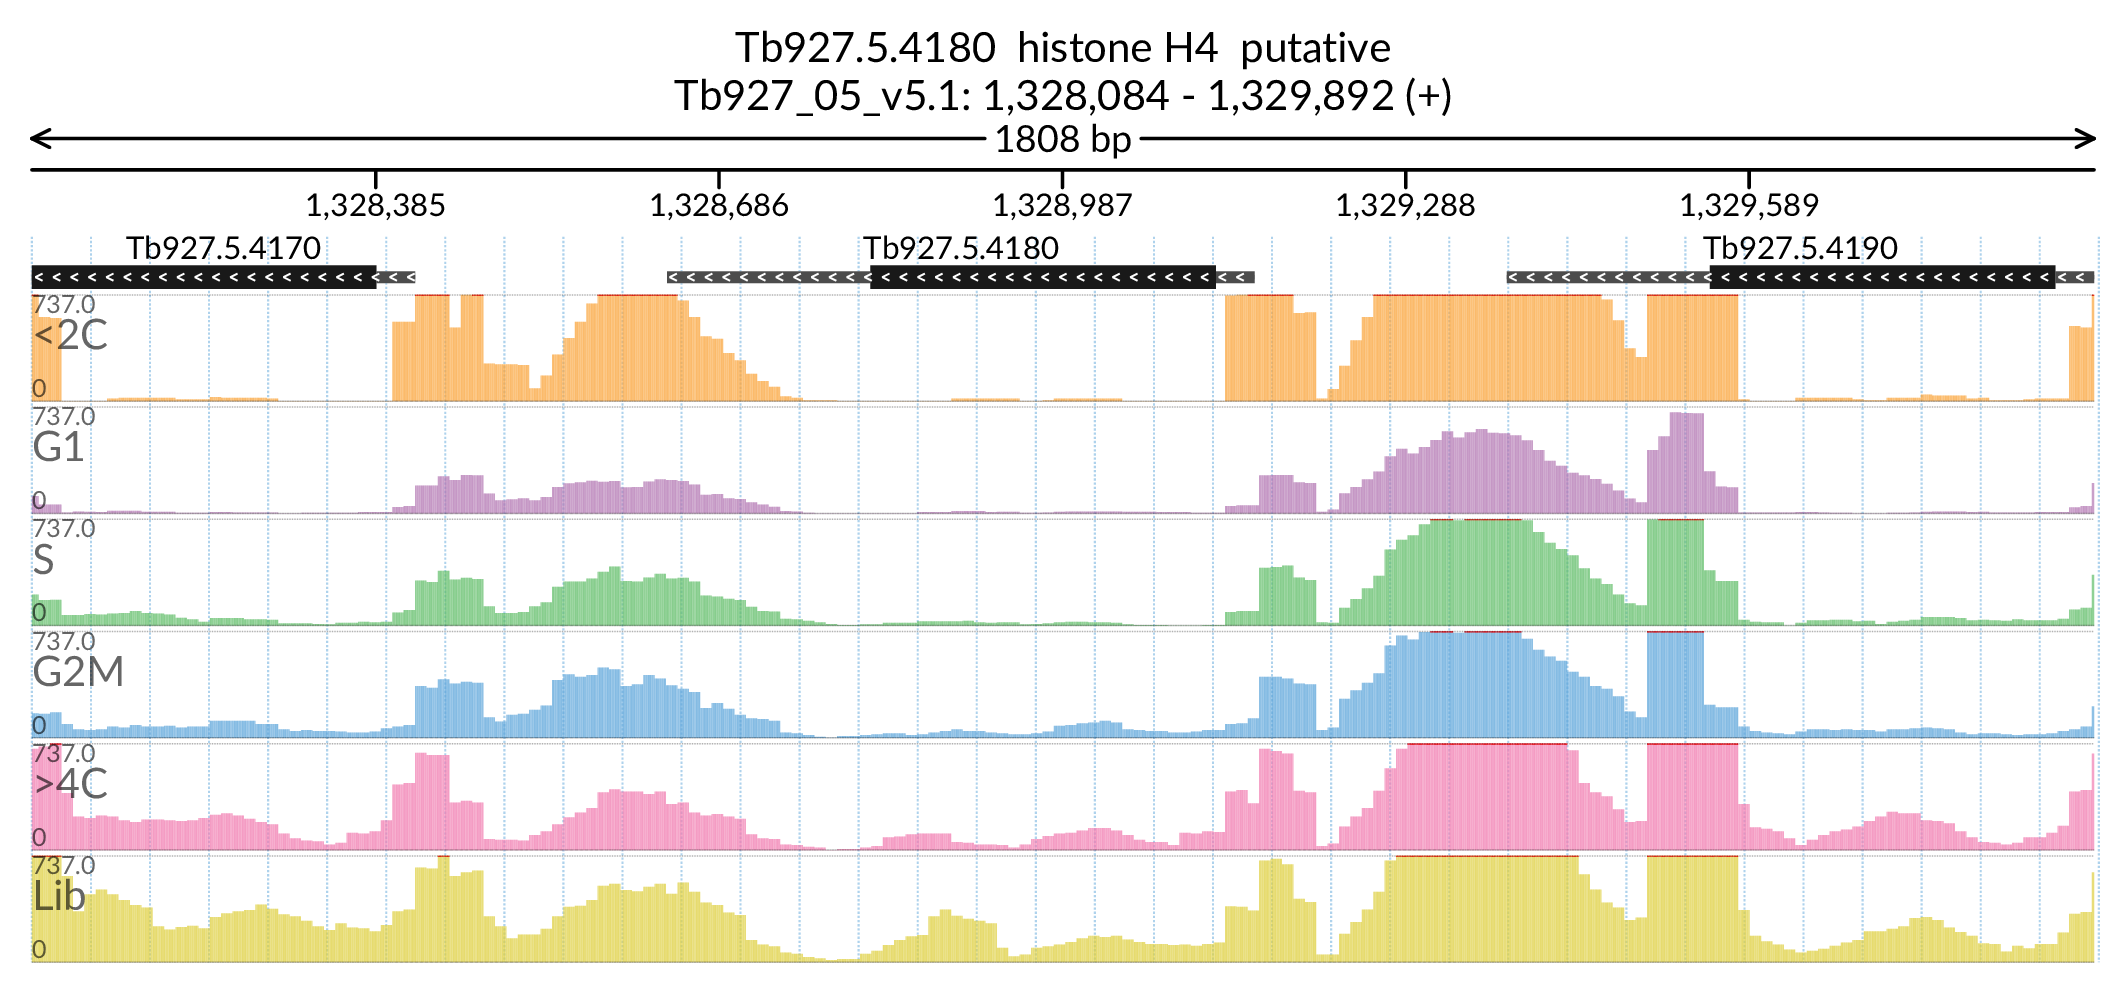 Tb927.5.4180 histone H4 putative
Tb927_05_v5.1: 1,328,084 - 1,329,892 (+)
1808 bp
1,328,385 1,328,686 1,328,987 1,329,288 1,329,589
Tb927.5.4170 Tb927.5.4180 Tb927.5.4190
737.0
<2C
0
737.0
G1
0
737.0
S
0
737.0
G2M
0
737.0
>4C
0
737.0
Lib
0